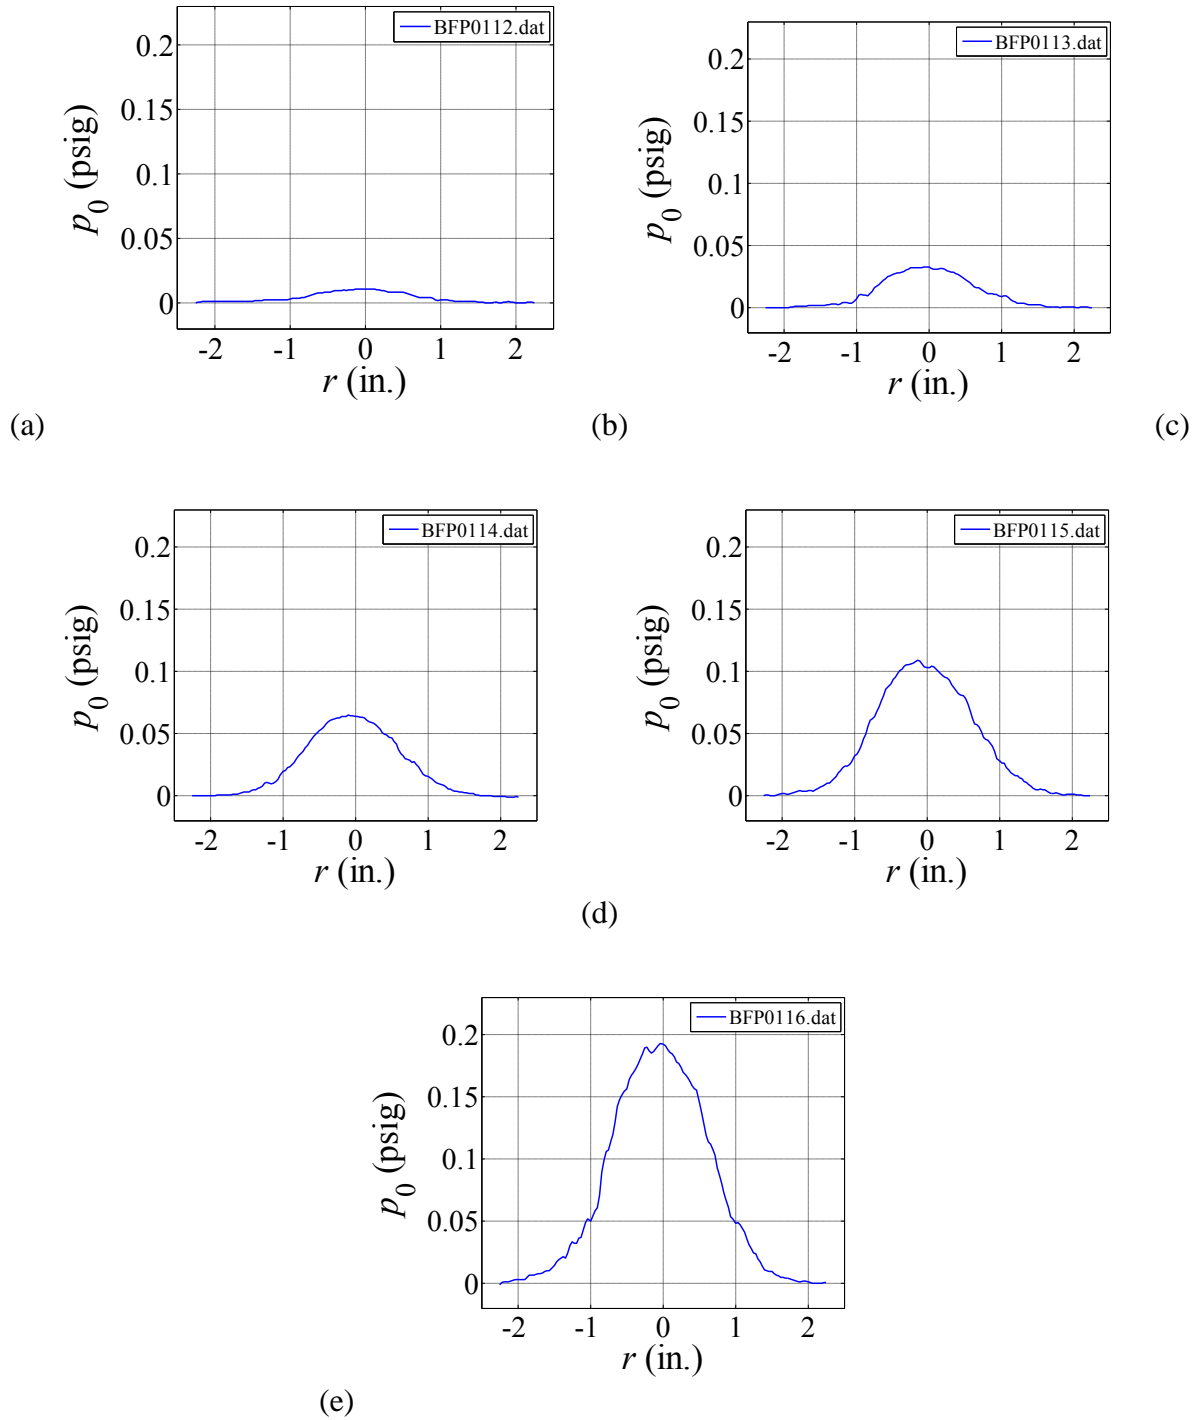 BFP0112.dat
0.2
0.15
0.1
0.05
0
p0 (psig)
-2 -1 0 1 2
r (in.)
BFP0113.dat
0.2
0.15
0.1
0.05
0
p0 (psig)
-2 -1 0 1 2
r (in.)
(a) (b) (c)
BFP0114.dat
0.2
0.15
0.1
0.05
0
p0 (psig)
-2 -1 0 1 2
r (in.)
BFP0115.dat
0.2
0.15
0.1
0.05
0
p0 (psig)
-2 -1 0 1 2
r (in.)
(d)
BFP0116.dat
0.2
0.15
0.1
0.05
0
p0 (psig)
-2 -1 0 1 2
r (in.)
(e)